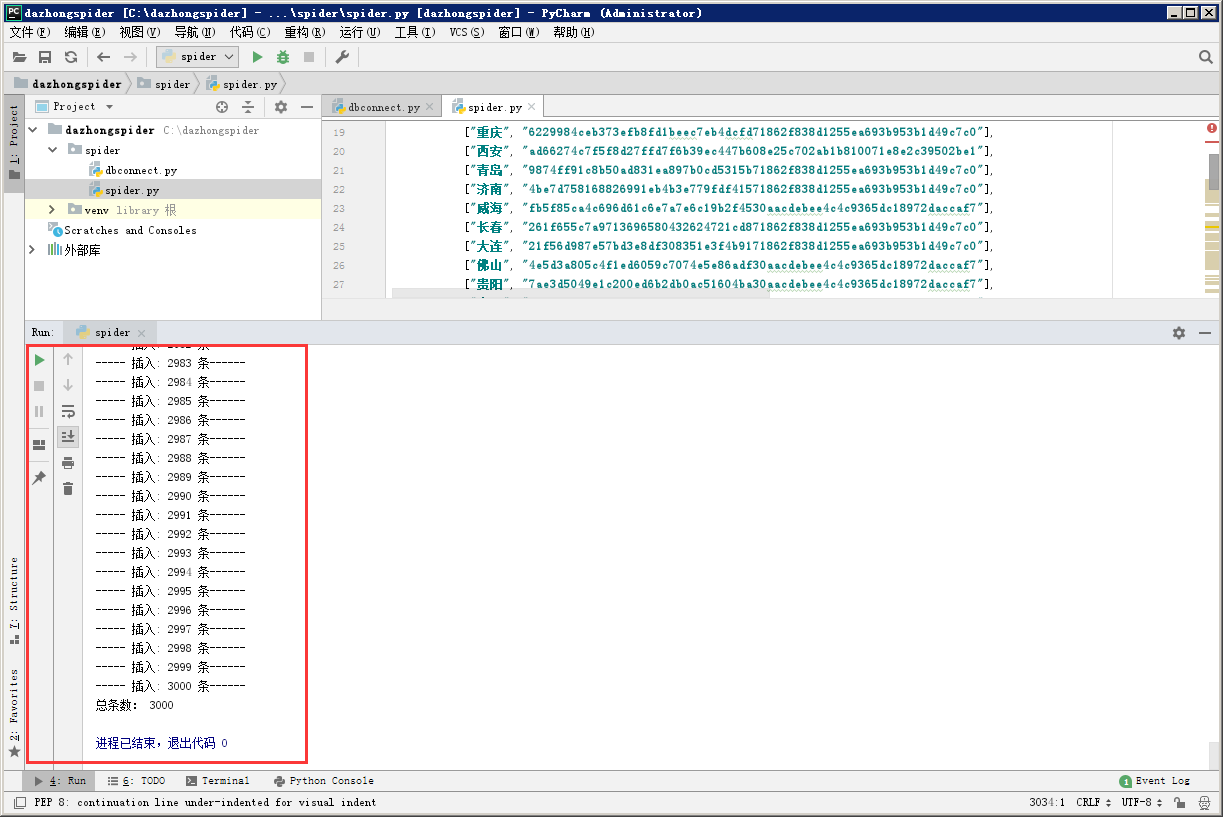 dazhongspider [C:\dazhongspider] - ...\spider\spider.py [dazhongspider] - PyCharm (Administrator)
文件(F) 编辑(E) 视图(V) 导航(N) 代码(C) 重构(R) 运行(U) 工具(T) VCS(S) 窗口(W) 帮助(H)
spider
dazhongspider spider spider.py
Project dbconnect.py spider.py
1: Project
dazhongspider C:\dazhongspider
spider
dbconnect.py
spider.py
venv library 根
Scratches and Consoles
外部库
19 ["重庆", "6229984ceb373efb8fd1beec7eb4dcfd71862f838d1255ea693b953b1d49c7c0"],
20 ["西安", "ad66274c7f5f8d27ffd7f6b39ec447b608e25c702ab1b810071e8e2c39502be1"],
21 ["青岛", "9874ff91c8b50ad831ea897b0cd5315b71862f838d1255ea693b953b1d49c7c0"],
22 ["济南", "4be7d758168826991eb4b3e779fdf41571862f838d1255ea693b953b1d49c7c0"],
23 ["威海", "fb5f85ca4c696d61c6e7a7e6c19b2f4530aacdebee4c4c9365dc18972daccaf7"],
24 ["长春", "261f655c7a9713696580432624721cd871862f838d1255ea693b953b1d49c7c0"],
25 ["大连", "21f56d987e57bd3e8df308351e3f4b9171862f838d1255ea693b953b1d49c7c0"],
26 ["佛山", "4e5d3a805c4f1ed6059c7074e5e86adf30aacdebee4c4c9365dc18972daccaf7"],
27 ["贵阳", "7ae3d5049e1c200ed6b2db0ac51604ba30aacdebee4c4c9365dc18972daccaf7"],
Run: spider
----- 插入: 2983 条------
----- 插入: 2984 条------
----- 插入: 2985 条------
----- 插入: 2986 条------
----- 插入: 2987 条------
----- 插入: 2988 条------
----- 插入: 2989 条------
----- 插入: 2990 条------
----- 插入: 2991 条------
----- 插入: 2992 条------
----- 插入: 2993 条------
----- 插入: 2994 条------
----- 插入: 2995 条------
----- 插入: 2996 条------
----- 插入: 2997 条------
----- 插入: 2998 条------
----- 插入: 2999 条------
----- 插入: 3000 条------
总条数: 3000
进程已结束，退出代码 0
7: Structure
2: Favorites
4: Run 6: TODO Terminal Python Console 1 Event Log
PEP 8: continuation line under-indented for visual indent 3034:1 CRLF UTF-8